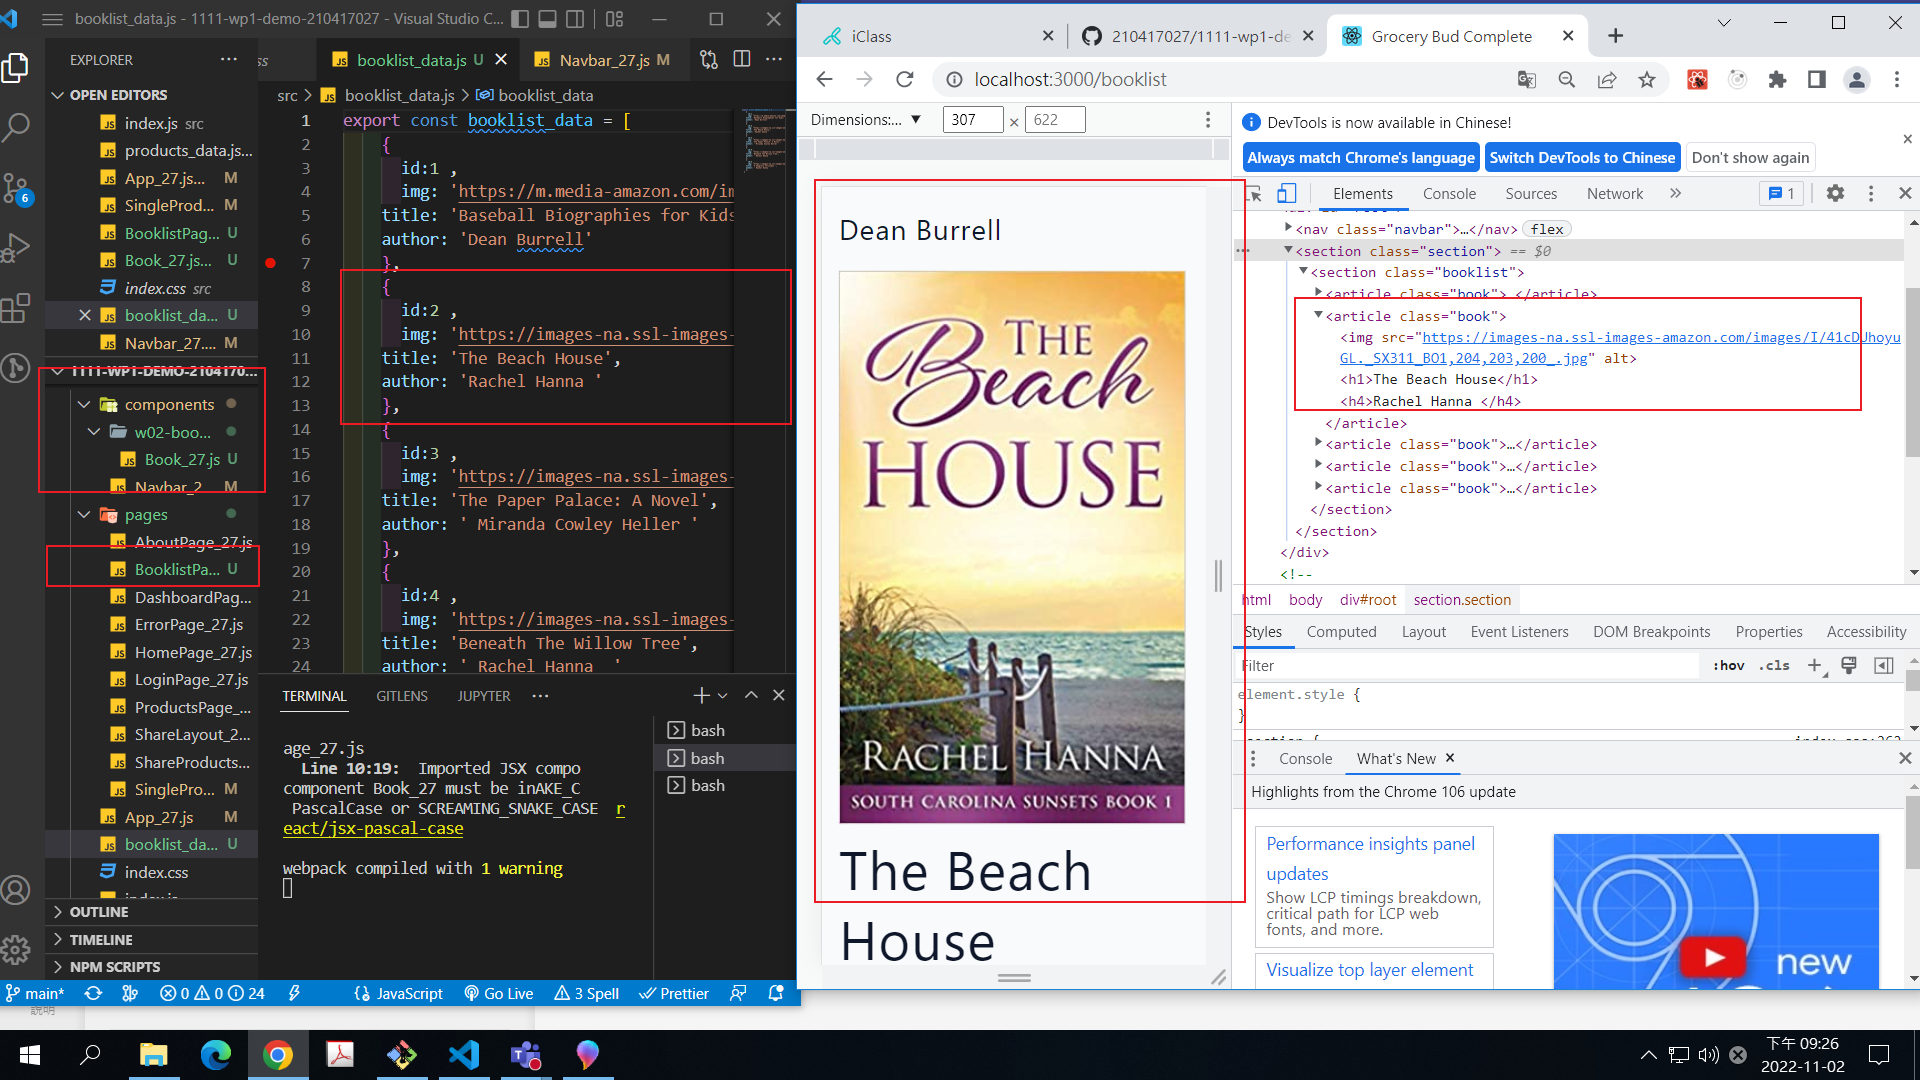 booklist_data.js - 1111-wp1-demo-210417027 - Visual Studio C...
EXPLORER
OPEN EDITORS
index.js src
products_data.js...
App_27.js... M
SingleProd... M
BooklistPag... U
Book_27.js... U
index.css src
booklist_da... U
Navbar_27.... M
1111-WP1-DEMO-2104170...
components
w02-boo...
Book_27.js U
Navbar_2 M
pages
AboutPage_27.js
BooklistPa... U
DashboardPag...
ErrorPage_27.js
HomePage_27.js
LoginPage_27.js
ProductsPage_...
ShareLayout_2...
ShareProducts...
SinglePro... M
App_27.js M
booklist_da... U
index.css
index.js
OUTLINE
TIMELINE
NPM SCRIPTS
6
ss
booklist_data.js U
Navbar_27.js M
src > booklist_data.js > booklist_data
1 export const booklist_data = [
2 {
3 id:1 ,
4 img: 'https://m.media-amazon.com/im
5 title: 'Baseball Biographies for Kids
6 author: 'Dean Burrell'
7 },
8 {
9 id:2 ,
10 img: 'https://images-na.ssl-images-
11 title: 'The Beach House',
12 author: 'Rachel Hanna '
13 },
14 {
15 id:3 ,
16 img: 'https://images-na.ssl-images-
17 title: 'The Paper Palace: A Novel',
18 author: ' Miranda Cowley Heller '
19 },
20 {
21 id:4 ,
22 img: 'https://images-na.ssl-images-
23 title: 'Beneath The Willow Tree',
24 author: ' Rachel Hanna  '
TERMINAL GITLENS JUPYTER
age_27.js
Line 10:19:  Imported JSX compo
component Book_27 must be inAKE_C
PascalCase or SCREAMING_SNAKE_CASE  r
eact/jsx-pascal-case
webpack compiled with 1 warning
bash
bash
bash
main* 0 0 24 JavaScript Go Live 3 Spell Prettier
説明
iClass
210417027/1111-wp1-de
Grocery Bud Complete
localhost:3000/booklist
Dimensions:... 307 × 622
Dean Burrell
THE
Beach
HOUSE
RACHEL HANNA
SOUTH CAROLINA SUNSETS BOOK 1
The Beach
House
DevTools is now available in Chinese!
Always match Chrome's language
Switch DevTools to Chinese
Don't show again
Elements Console Sources Network » 1
<nav class="navbar">…</nav> flex
<section class="section"> == $0
<section class="booklist">
<article class="book"> </article>
<article class="book">
<img src="https://images-na.ssl-images-amazon.com/images/I/41cDUhoyu
GL._SX311_BO1,204,203,200_.jpg" alt>
<h1>The Beach House</h1>
<h4>Rachel Hanna </h4>
</article>
<article class="book">…</article>
<article class="book">…</article>
<article class="book">…</article>
</section>
</section>
</div>
<!--
html body div#root section.section
Styles Computed Layout Event Listeners DOM Breakpoints Properties Accessibility
Filter :hov .cls
element.style {
}
Console What's New
Highlights from the Chrome 106 update
Performance insights panel
updates
Show LCP timings breakdown,
critical path for LCP web
fonts, and more.
Visualize top layer element
new
下午 09:26
2022-11-02